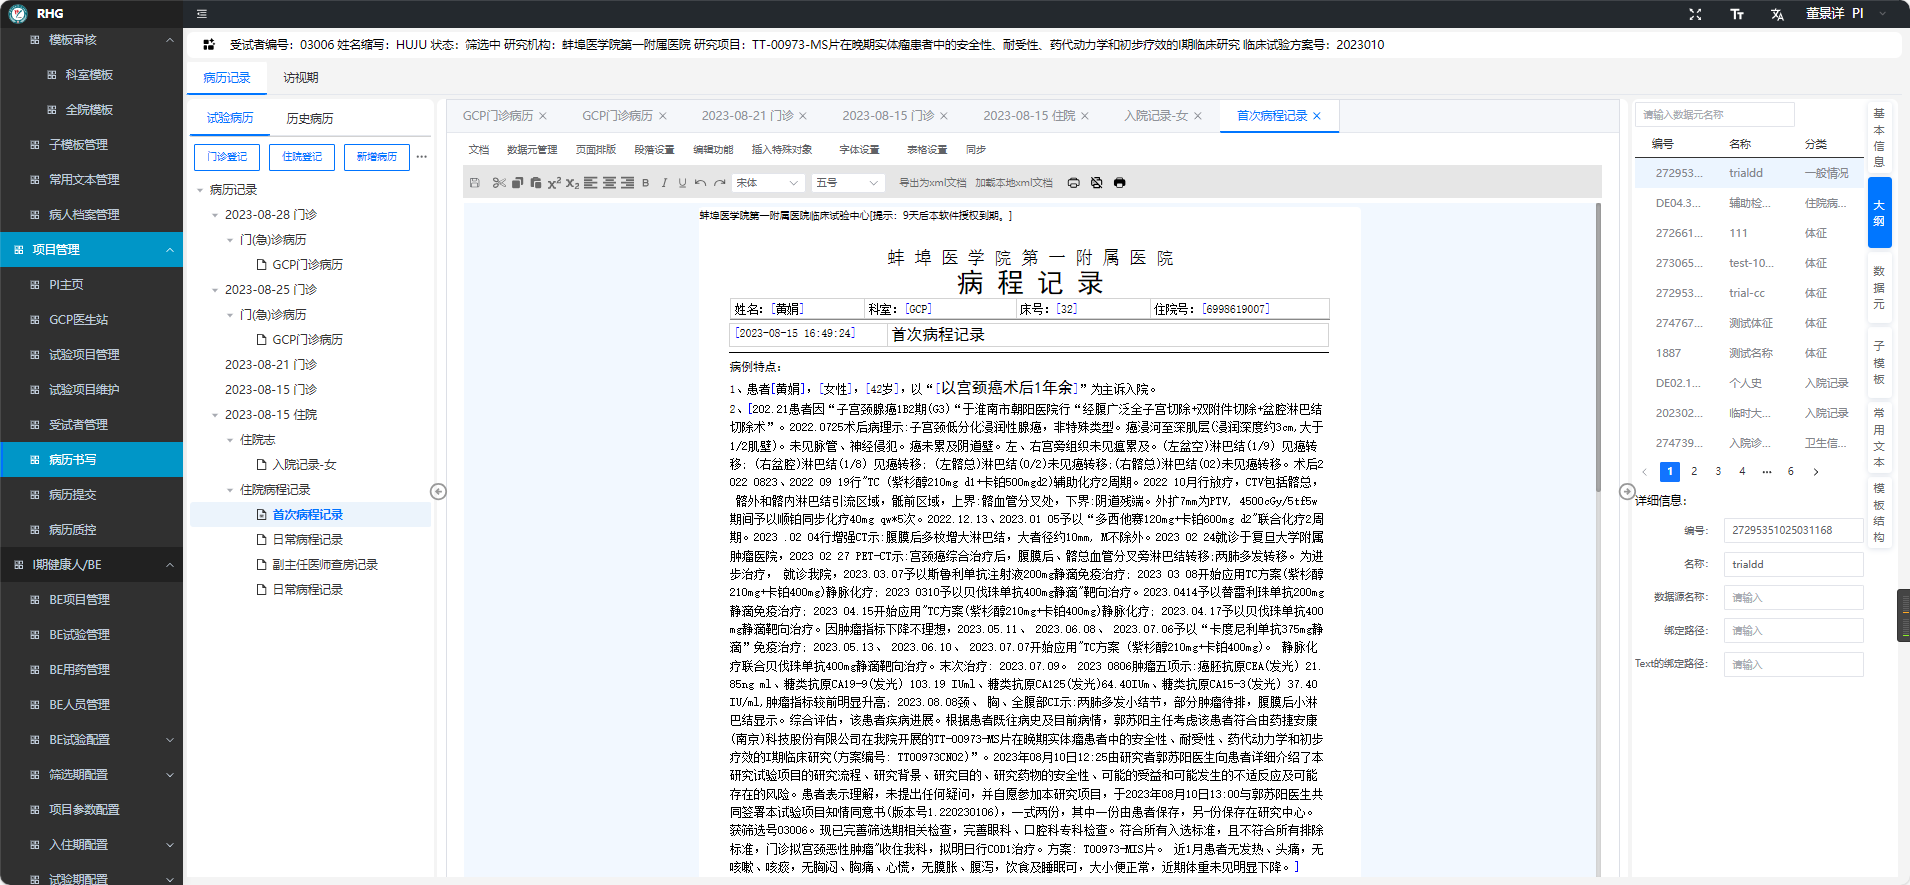 RHG
董景洋 PI
模板审核
科室模板
全院模板
子模板管理
常用文本管理
病人档案管理
项目管理
PI主页
GCP医生站
试验项目管理
试验项目维护
受试者管理
病历书写
病历提交
病历质控
I期健康人/BE
BE项目管理
BE试验管理
BE用药管理
BE人员管理
BE试验配置
筛选期配置
项目参数配置
入住期配置
试验期配置
受试者编号：03006 姓名缩写：HUJU 状态：筛选中 研究机构：蚌埠医学院第一附属医院 研究项目：TT-00973-MS片在晚期实体瘤患者中的安全性、耐受性、药代动力学和初步疗效的I期临床研究 临床试验方案号：2023010
病历记录 访视期
试验病历 历史病历
门诊登记 住院登记 新增病历 ...
病历记录
2023-08-28 门诊
门(急)诊病历
GCP门诊病历
2023-08-25 门诊
门(急)诊病历
GCP门诊病历
2023-08-21 门诊
2023-08-15 门诊
2023-08-15 住院
住院志
入院记录-女
住院病程记录
首次病程记录
日常病程记录
副主任医师查房记录
日常病程记录
GCP门诊病历 GCP门诊病历 2023-08-21 门诊 2023-08-15 门诊 2023-08-15 住院 入院记录-女 首次病程记录
文档 数据元管理 页面排版 段落设置 编辑功能 插入特殊对象 字体设置 表格设置 同步
宋体 五号 导出为xml文档 加载本地xml文档
蚌埠医学院第一附属医院临床试验中心[提示：9天后本软件授权到期。]
蚌埠医学院第一附属医院
病程记录
姓名：[黄娟] 科室：[GCP] 床号：[32] 住院号：[6998619007]
[2023-08-15 16:49:24] 首次病程记录
病例特点：
1、患者[黄娟]，[女性]，[42岁]，以“[以宫颈癌术后1年余]”为主诉入院。
2、[202.21患者因“子宫颈腺癌1B2期(G3)“于淮南市朝阳医院行“经腹广泛全子宫切除+双附件切除+盆腔淋巴结
切除术”。2022.0725术后病理示:子宫颈低分化浸润性腺癌，非特殊类型。癌浸河至深肌层(浸润深度约3cm,大于
1/2肌壁)。未见脉管、神经侵犯。癌未累及阴道壁。左、右宫旁组织未见瘟累及。(左盆空)淋巴结(1/9) 见癌转
移; (右盆腔)淋巴结(1/8) 见癌转移; (左髂总)淋巴结(0/2)未见癌转移:(右髂总)淋巴结(02)未见癌转移。术后2
022 0823、2022 09 19行"TC (紫杉醇210mg d1+卡铂500mgd2)辅助化疗2周期。2022 10月行放疗，CTV包括髂总，
髂外和髂内淋巴结引流区域，骶前区域，上界:髂血管分叉处，下界:阴道残端。外扩7mm为PTV, 4500cGy/5tf5w
期间予以顺铂同步化疗40mg qw*5次。2022.12.13、2023.01 05予以“多西他赛120mg+卡铂600mg d2"联合化疗2周
期。2023 .02 04行增强CT示:腹膜后多枚增大淋巴结，大者径约10mm, M不除外。2023 02 24就诊于复旦大学附属
肿瘤医院，2023 02 27 PET-CT示:宫颈癌综合治疗后，腹膜后、髂总血管分叉旁淋巴结转移;两肺多发转移。为进
步治疗， 就诊我院，2023.03.07予以斯鲁利单抗注射液200mg静滴免疫治疗; 2023 03 08开始应用TC方案(紫杉醇
210mg+卡铂400mg)静脉化疗; 2023 0310予以贝伐珠单抗400mg静滴"靶向治疗。2023.0414予以普雷利珠单抗200mg
静滴免疫治疗; 2023 04.15开始应用"TC方案(紫杉醇210mg+卡铂400mg)静脉化疗; 2023.04.17予以贝伐珠单抗400
mg静滴靶向治疗。因肿瘤指标下降不理想，2023.05.11、 2023.06.08、 2023.07.06予以“卡度尼利单抗375mg静
滴”免疫治疗; 2023.05.13、 2023.06.10、 2023.07.07开始应用"TC方案 (紫杉醇210mg+卡铂400mg)。 静脉化
疗联合贝伐珠单抗400mg静滴靶向治疗。末次治疗: 2023.07.09。 2023 0806肿瘤五项示:癌胚抗原CEA(发光) 21.
85ng ml、糖类抗原CA19-9(发光) 103.19 IUml、糖类抗原CA125(发光)64.40IUm、糖类抗原CA15-3(发光) 37.40
IU/ml,肿瘤指标较前明显升高; 2023.08.08颈、 胸、全腹部CI示:两肺多发小结节，部分肿瘤待排，腹膜后小淋
巴结显示。综合评估，该患者疾病进展。根据患者既往病史及目前病情，郭苏阳主任考虑该患者符合由药捷安康
(南京)科技股份有限公司在我院开展的TT-00973-MS片在晚期实体瘤患者中的安全性、耐受性、药代动力学和初步
疗效的I期临床研究(方案编号: TT00973CN02)”。2023年08月10日12:25由研究者郭苏阳医生向患者详细介绍了本
研究试验项目的研究流程、研究背景、研究目的、研究药物的安全性、可能的受益和可能发生的不适反应及可能
存在的风险。患者表示理解，未提出任何疑问，并自愿参加本研究项目，于2023年08月10日13:00与郭苏阳医生共
同签署本试验项目知情同意书(版本号1.220230106)，一式两份，其中一份由患者保存，另-份保存在研究中心。
获筛选号03006。现已完善筛选期相关检查，完善眼科、口腔科专科检查。符合所有入选标准，且不符合所有排除
标准，门诊拟宫颈恶性肿瘤"收住我科，拟明日行COD1治疗。方案: T00973-MIS片。 近1月患者无发热、头痛，无
咳嗽、咳痰，无胸闷、胸痛、心慌，无腹胀、腹泻，饮食及睡眠可，大小便正常，近期体重未见明显下降。]
请输入数据元名称
编号 名称 分类
272953... trialdd 一般情况
DE04.3... 辅助检... 住院病...
272661... 111 体征
273065... test-10... 体征
272953... trial-cc 体征
274767... 测试体征 体征
1887 测试名称 体征
DE02.1... 个人史 入院记录
202302... 临时大... 入院记录
274739... 入院诊... 卫生信...
1 2 3 4 ... 6
详细信息：
编号： 27295351025031168
名称： trialdd
数据源名称： 请输入
绑定路径： 请输入
Text的绑定路径： 请输入
基本信息
大纲
数据元
子模板
常用文本
模板结构